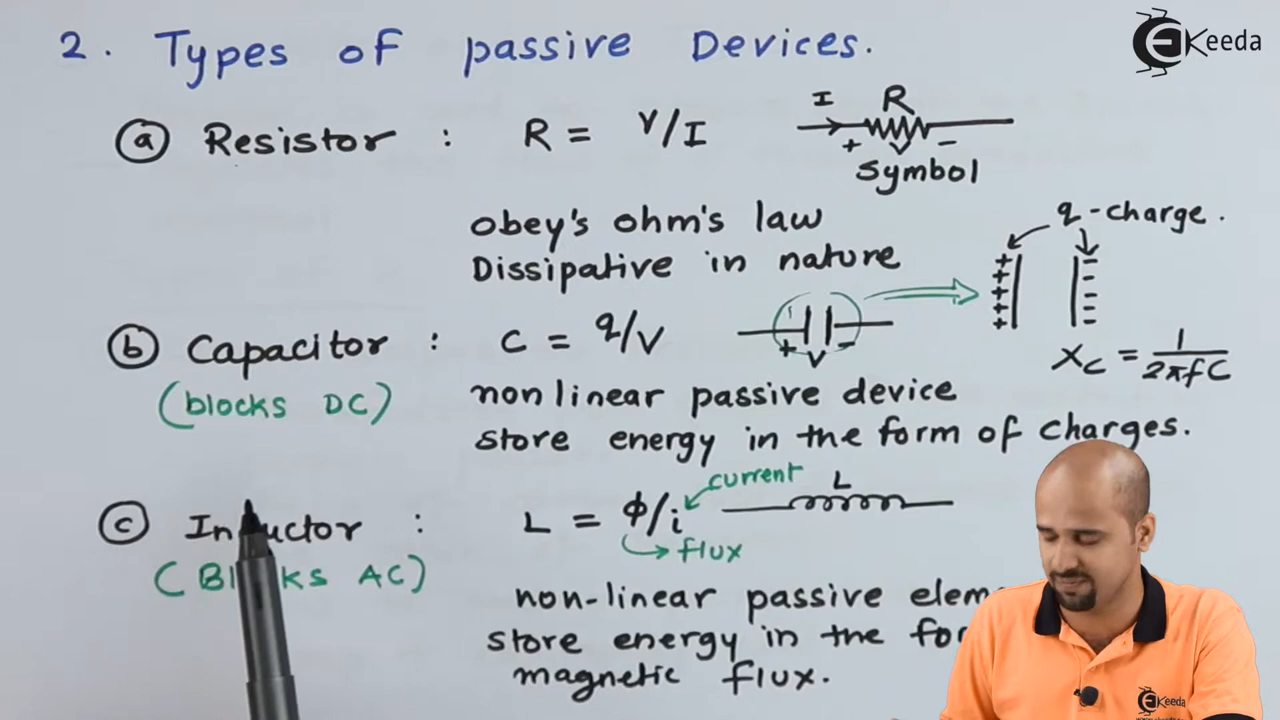 2. Types of passive Devices.
Keeda
(a) Resistor : R = V/I
I R
+ V -
Symbol
obey's ohm's law
Dissipative in nature
q-charge.
+ + + + + - - - - -
(b) Capacitor : C = q/V
+ V -
Xc = 1/2πfC
(blocks DC)
nonlinear passive device
store energy in the form of charges.
(c) Inductor : L = Φ/i
current
L
flux
AC)
non-linear passive
store energy in the
magnetic flux.
Keeda